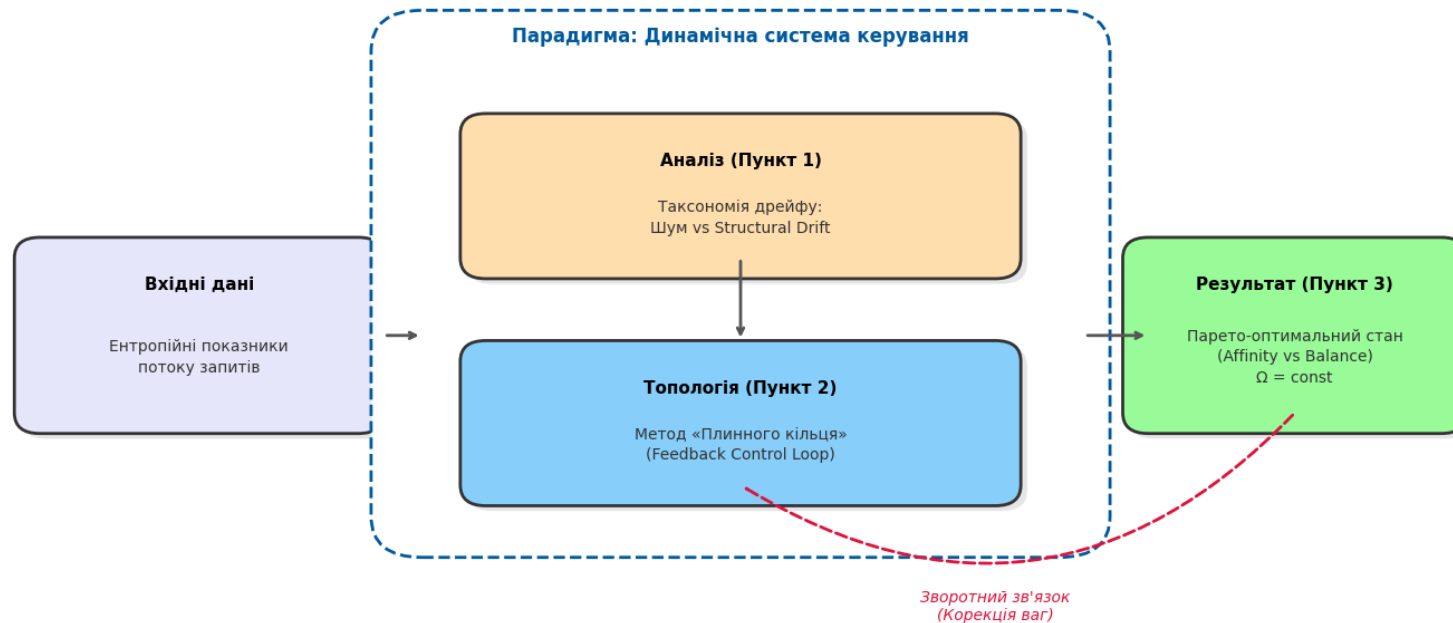 Парадигма: Динамічна система керування
Аналіз (Пункт 1)
Таксономія дрейфу:
Шум vs Structural Drift
Вхідні дані
Ентропійні показники
потоку запитів
Результат (Пункт 3)
Парето-оптимальний стан
(Affinity vs Balance)
Ω = const
Топологія (Пункт 2)
Метод «Плинного кільця»
(Feedback Control Loop)
Зворотний зв'язок
(Корекція ваг)